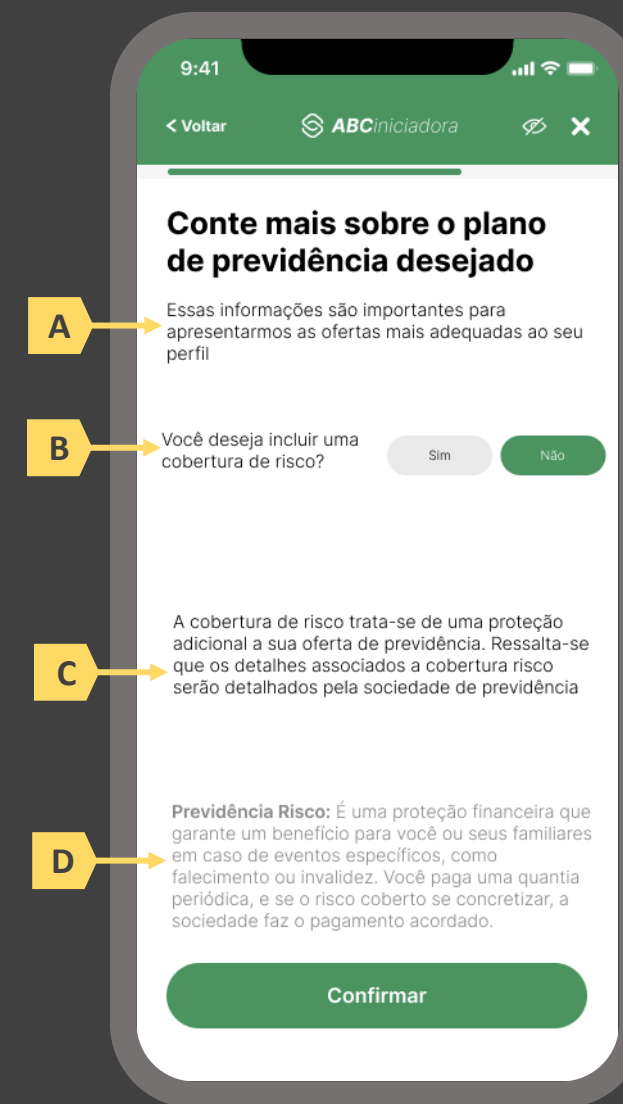 9:41
< Voltar
ABCiniciadora
Conte mais sobre o plano
de previdência desejado
A
Essas informações são importantes para
apresentarmos as ofertas mais adequadas ao seu
perfil
B
Você deseja incluir uma
cobertura de risco?
Sim
Não
A cobertura de risco trata-se de uma proteção
adicional a sua oferta de previdência. Ressalta-se
C
que os detalhes associados a cobertura risco
serão detalhados pela sociedade de previdência
Previdência Risco: É uma proteção financeira que
garante um benefício para você ou seus familiares
D
em caso de eventos específicos, como
falecimento ou invalidez. Você paga uma quantia
periódica, e se o risco coberto se concretizar, a
sociedade faz o pagamento acordado.
Confirmar